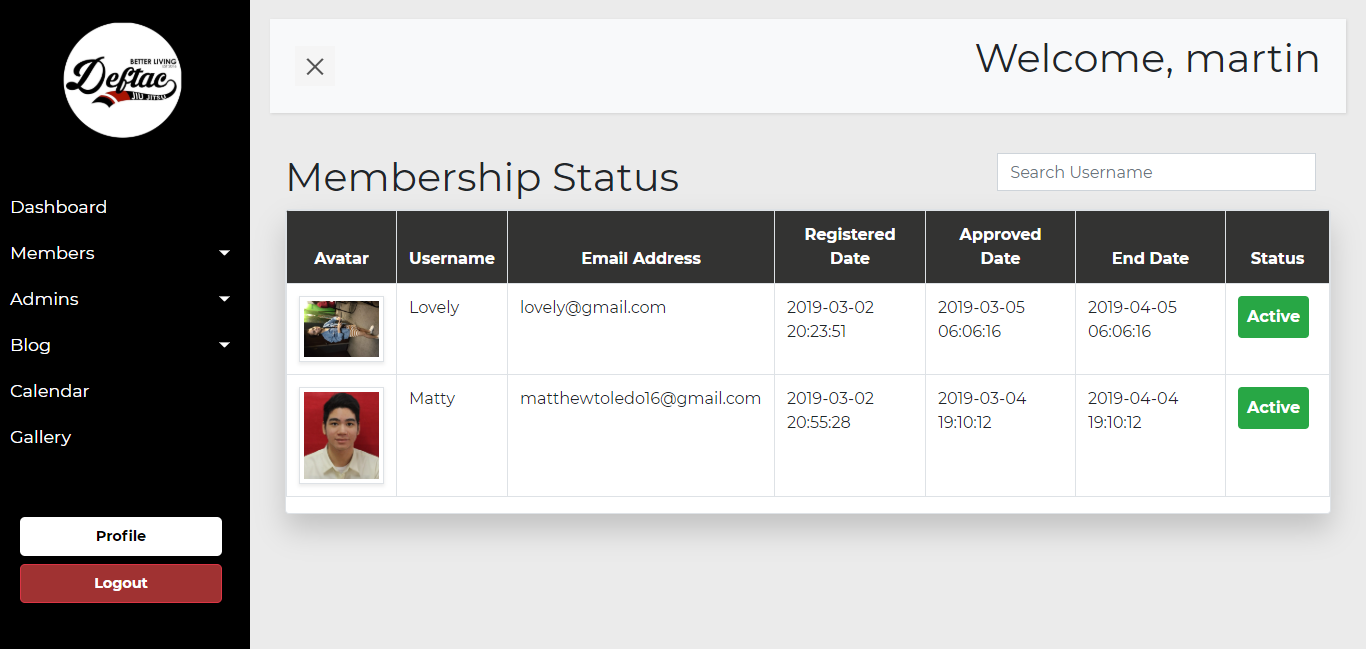 BETTER LIVING
Deftac
JIU JITSU
Dashboard
Members
Admins
Blog
Calendar
Gallery
Profile
Logout
Welcome, martin
Membership Status
Search Username
Avatar Username Email Address Registered Date Approved Date End Date Status
Lovely lovely@gmail.com 2019-03-02 2019-03-05 2019-04-05 Active
20:23:51 06:06:16 06:06:16
Matty matthewtoledo16@gmail.com 2019-03-02 2019-03-04 2019-04-04 Active
20:55:28 19:10:12 19:10:12